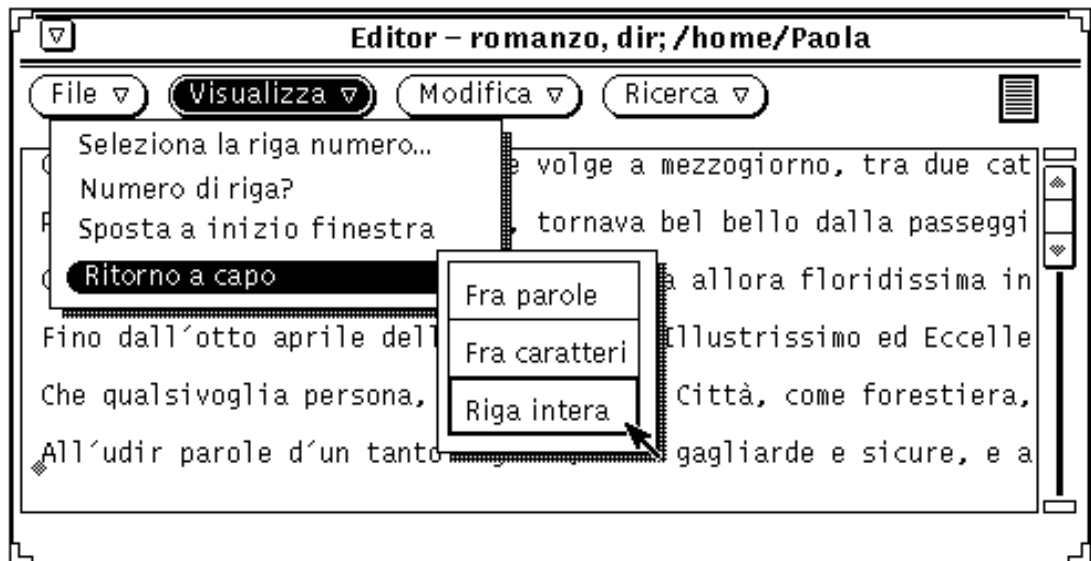 Editor – romanzo, dir; /home/Paola
File Visualizza Modifica Ricerca
Seleziona la riga numero...
Numero di riga?
Sposta a inizio finestra
Ritorno a capo
Fra parole
Fra caratteri
Riga intera
volge a mezzogiorno, tra due cat
, tornava bel bello dalla passeggi
allora floridissima in
Fino dall´otto aprile dell Illustrissimo ed Eccelle
Che qualsivoglia persona, Città, come forestiera,
All´udir parole d´un tanto gagliarde e sicure, e a